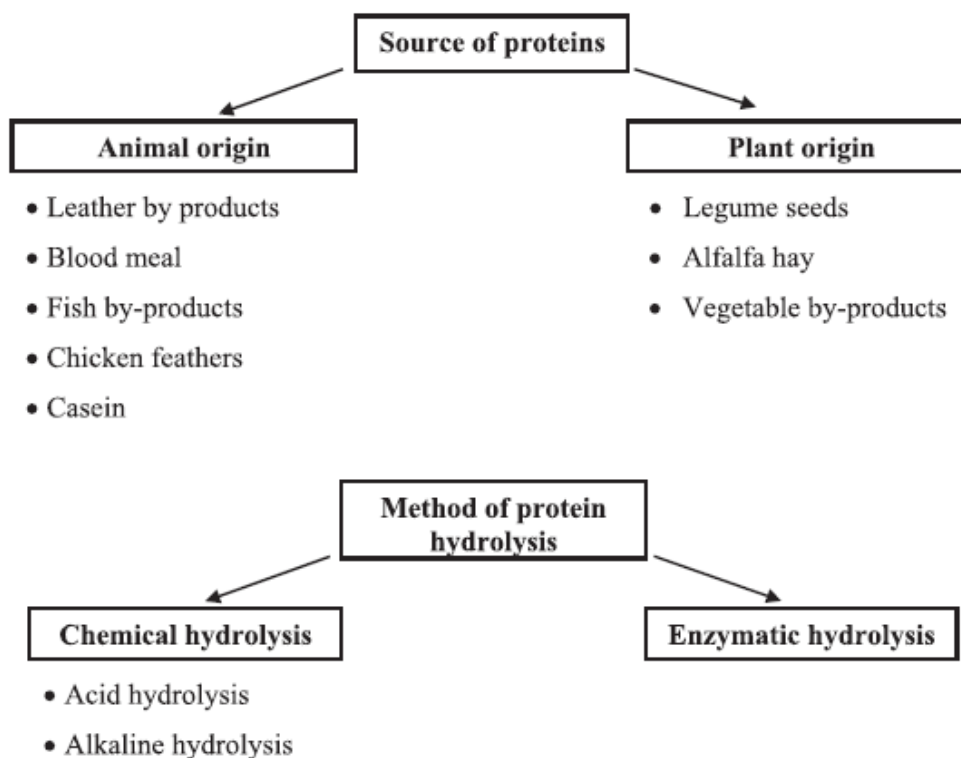 Source of proteins
Animal origin
• Leather by products
• Blood meal
• Fish by-products
• Chicken feathers
• Casein
Plant origin
• Legume seeds
• Alfalfa hay
• Vegetable by-products
Method of protein
hydrolysis
Chemical hydrolysis
• Acid hydrolysis
• Alkaline hydrolysis
Enzymatic hydrolysis